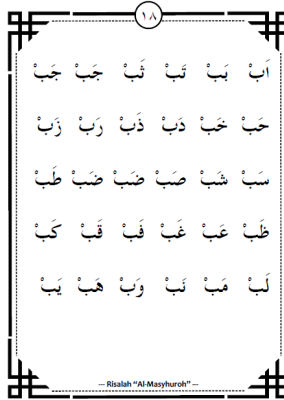 ١٨
اَبْ بَبْ تَبْ ثَبْ جَبْ جَبْ
حَبْ خَبْ دَبْ ذَبْ رَبْ زَبْ
سَبْ شَبْ صَبْ ضَبْ ضَبْ طَبْ
ظَبْ عَبْ غَبْ فَبْ قَبْ كَبْ
لَبْ مَبْ نَبْ وَبْ هَبْ يَبْ
--- Risalah “Al-Masyhuroh” ---